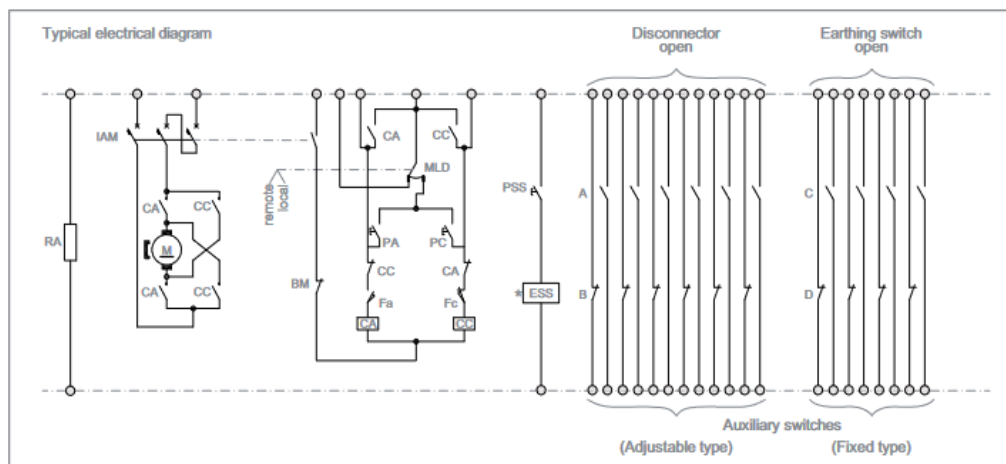 Typical electrical diagram
Disconnector
open
Earthing switch
open
IAM
CA
CC
MLD
remote
local
PSS
A
C
CA
CC
RA
M
PA
PC
CC
CA
BM
CA
CC
Fa
Fc
* ESS
B
D
CA
CC
Auxiliary switches
(Adjustable type)
(Fixed type)